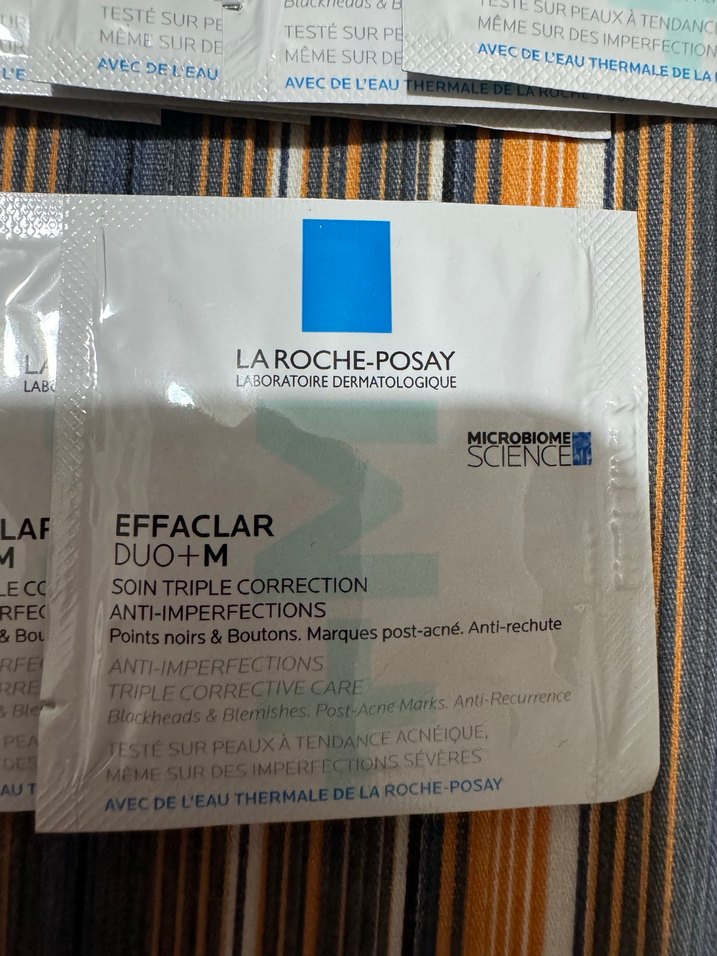 TESTÉ SUR PE
MÊME SUR DE
AVEC DE L'EAU
Blackheads & B
TESTÉ SUR PE
MÊME SUR DE
AVEC DE L'EAU THERMALE DE LA ROCHE-POS
TESTÉ SUR PEAUX À TENDANC
MÊME SUR DES IMPERFECTION
AVEC DE L'EAU THERMALE DE LA
LA ROCHE-POSAY
LABORATOIRE DERMATOLOGIQUE
MICROBIOME
SCIENCE
EFFACLAR
DUO+M
SOIN TRIPLE CORRECTION
ANTI-IMPERFECTIONS
Points noirs & Boutons. Marques post-acné. Anti-rechute
ANTI-IMPERFECTIONS
TRIPLE CORRECTIVE CARE
Blackheads & Blemishes. Post-Acne Marks. Anti-Recurrence
TESTÉ SUR PEAUX À TENDANCE ACNÉIQUE,
MÊME SUR DES IMPERFECTIONS SÉVÈRES
AVEC DE L'EAU THERMALE DE LA ROCHE-POSAY